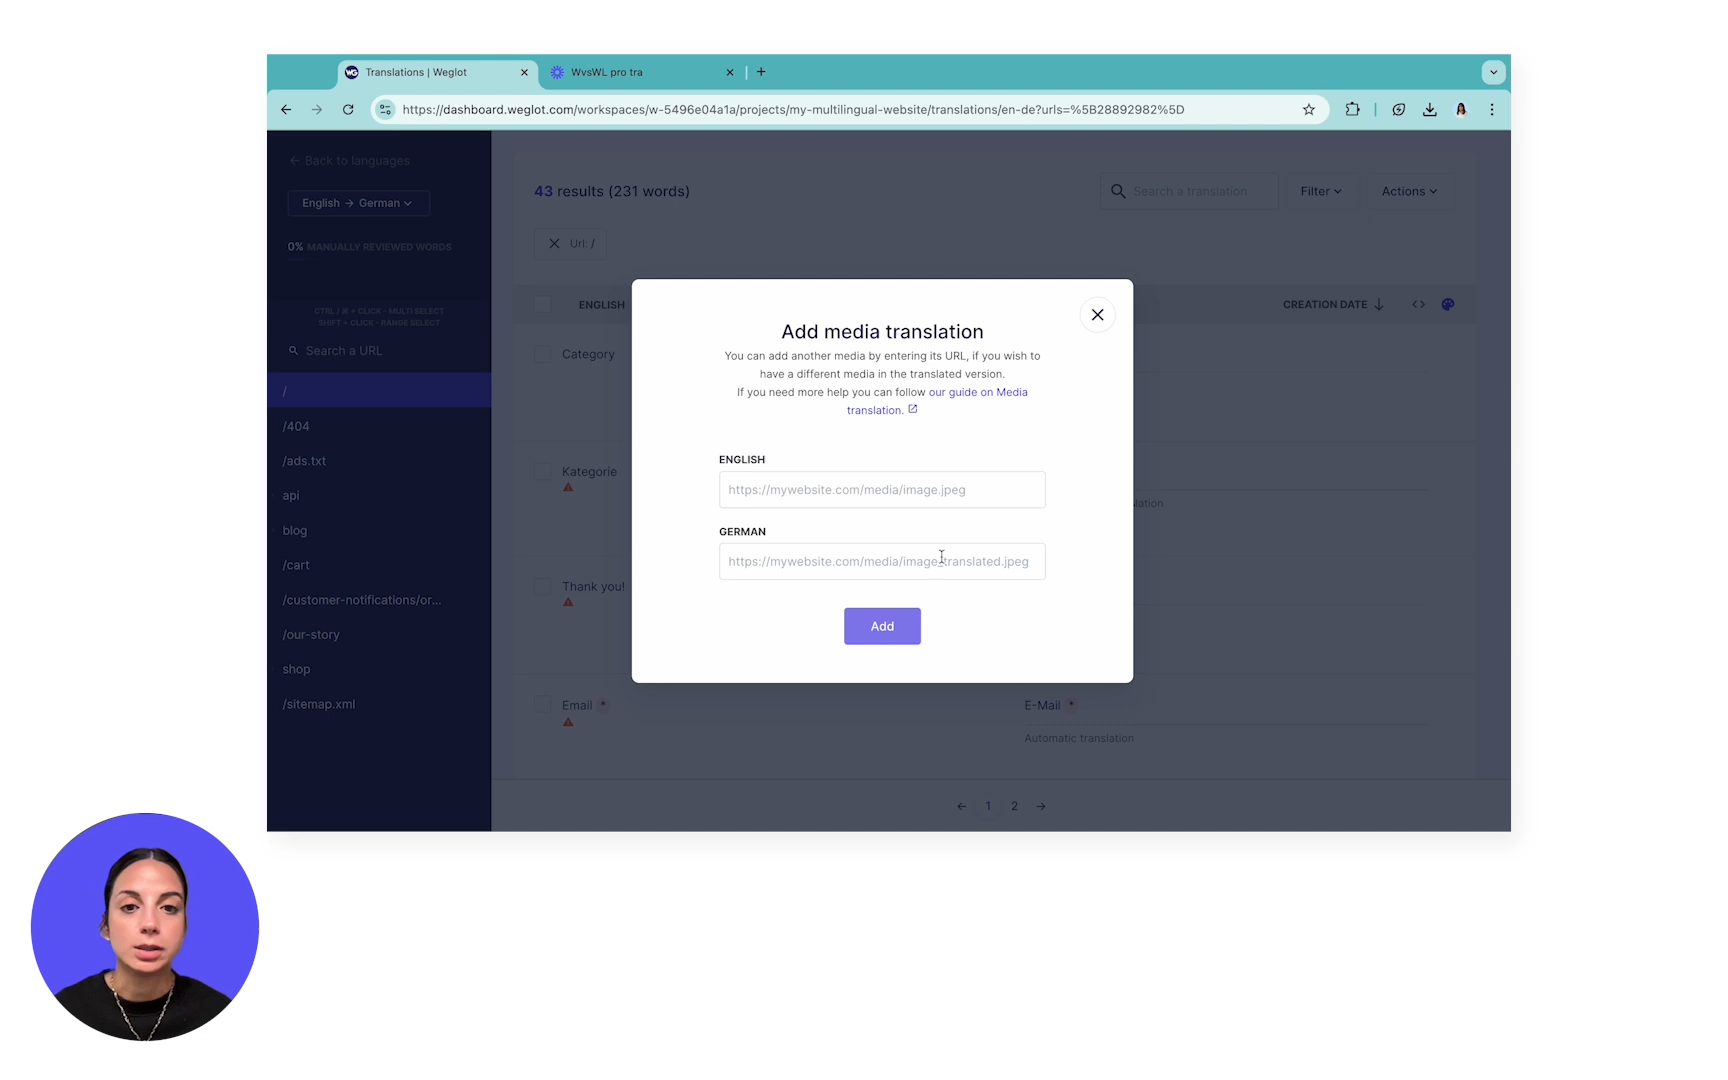 Translations | Weglot
WvsWL pro tra
https://dashboard.weglot.com/workspaces/w-5496e04a1a/projects/my-multilingual-website/translations/en-de?urls=%5B28892982%5D
Back to languages
English → German
0% MANUALLY REVIEWED WORDS
CTRL / ⌘ + CLICK - MULTI SELECT
SHIFT + CLICK - RANGE SELECT
Search a URL
/
/404
/ads.txt
api
blog
/cart
/customer-notifications/or...
/our-story
shop
/sitemap.xml
43 results (231 words)
Search a translation
Filter
Actions
Url: /
ENGLISH
CREATION DATE
Category
Kategorie
Thank you!
Email *
E-Mail *
Automatic translation
1
2
Add media translation
You can add another media by entering its URL, if you wish to
have a different media in the translated version.
If you need more help you can follow our guide on Media
translation.
ENGLISH
https://mywebsite.com/media/image.jpeg
GERMAN
https://mywebsite.com/media/image_translated.jpeg
Add